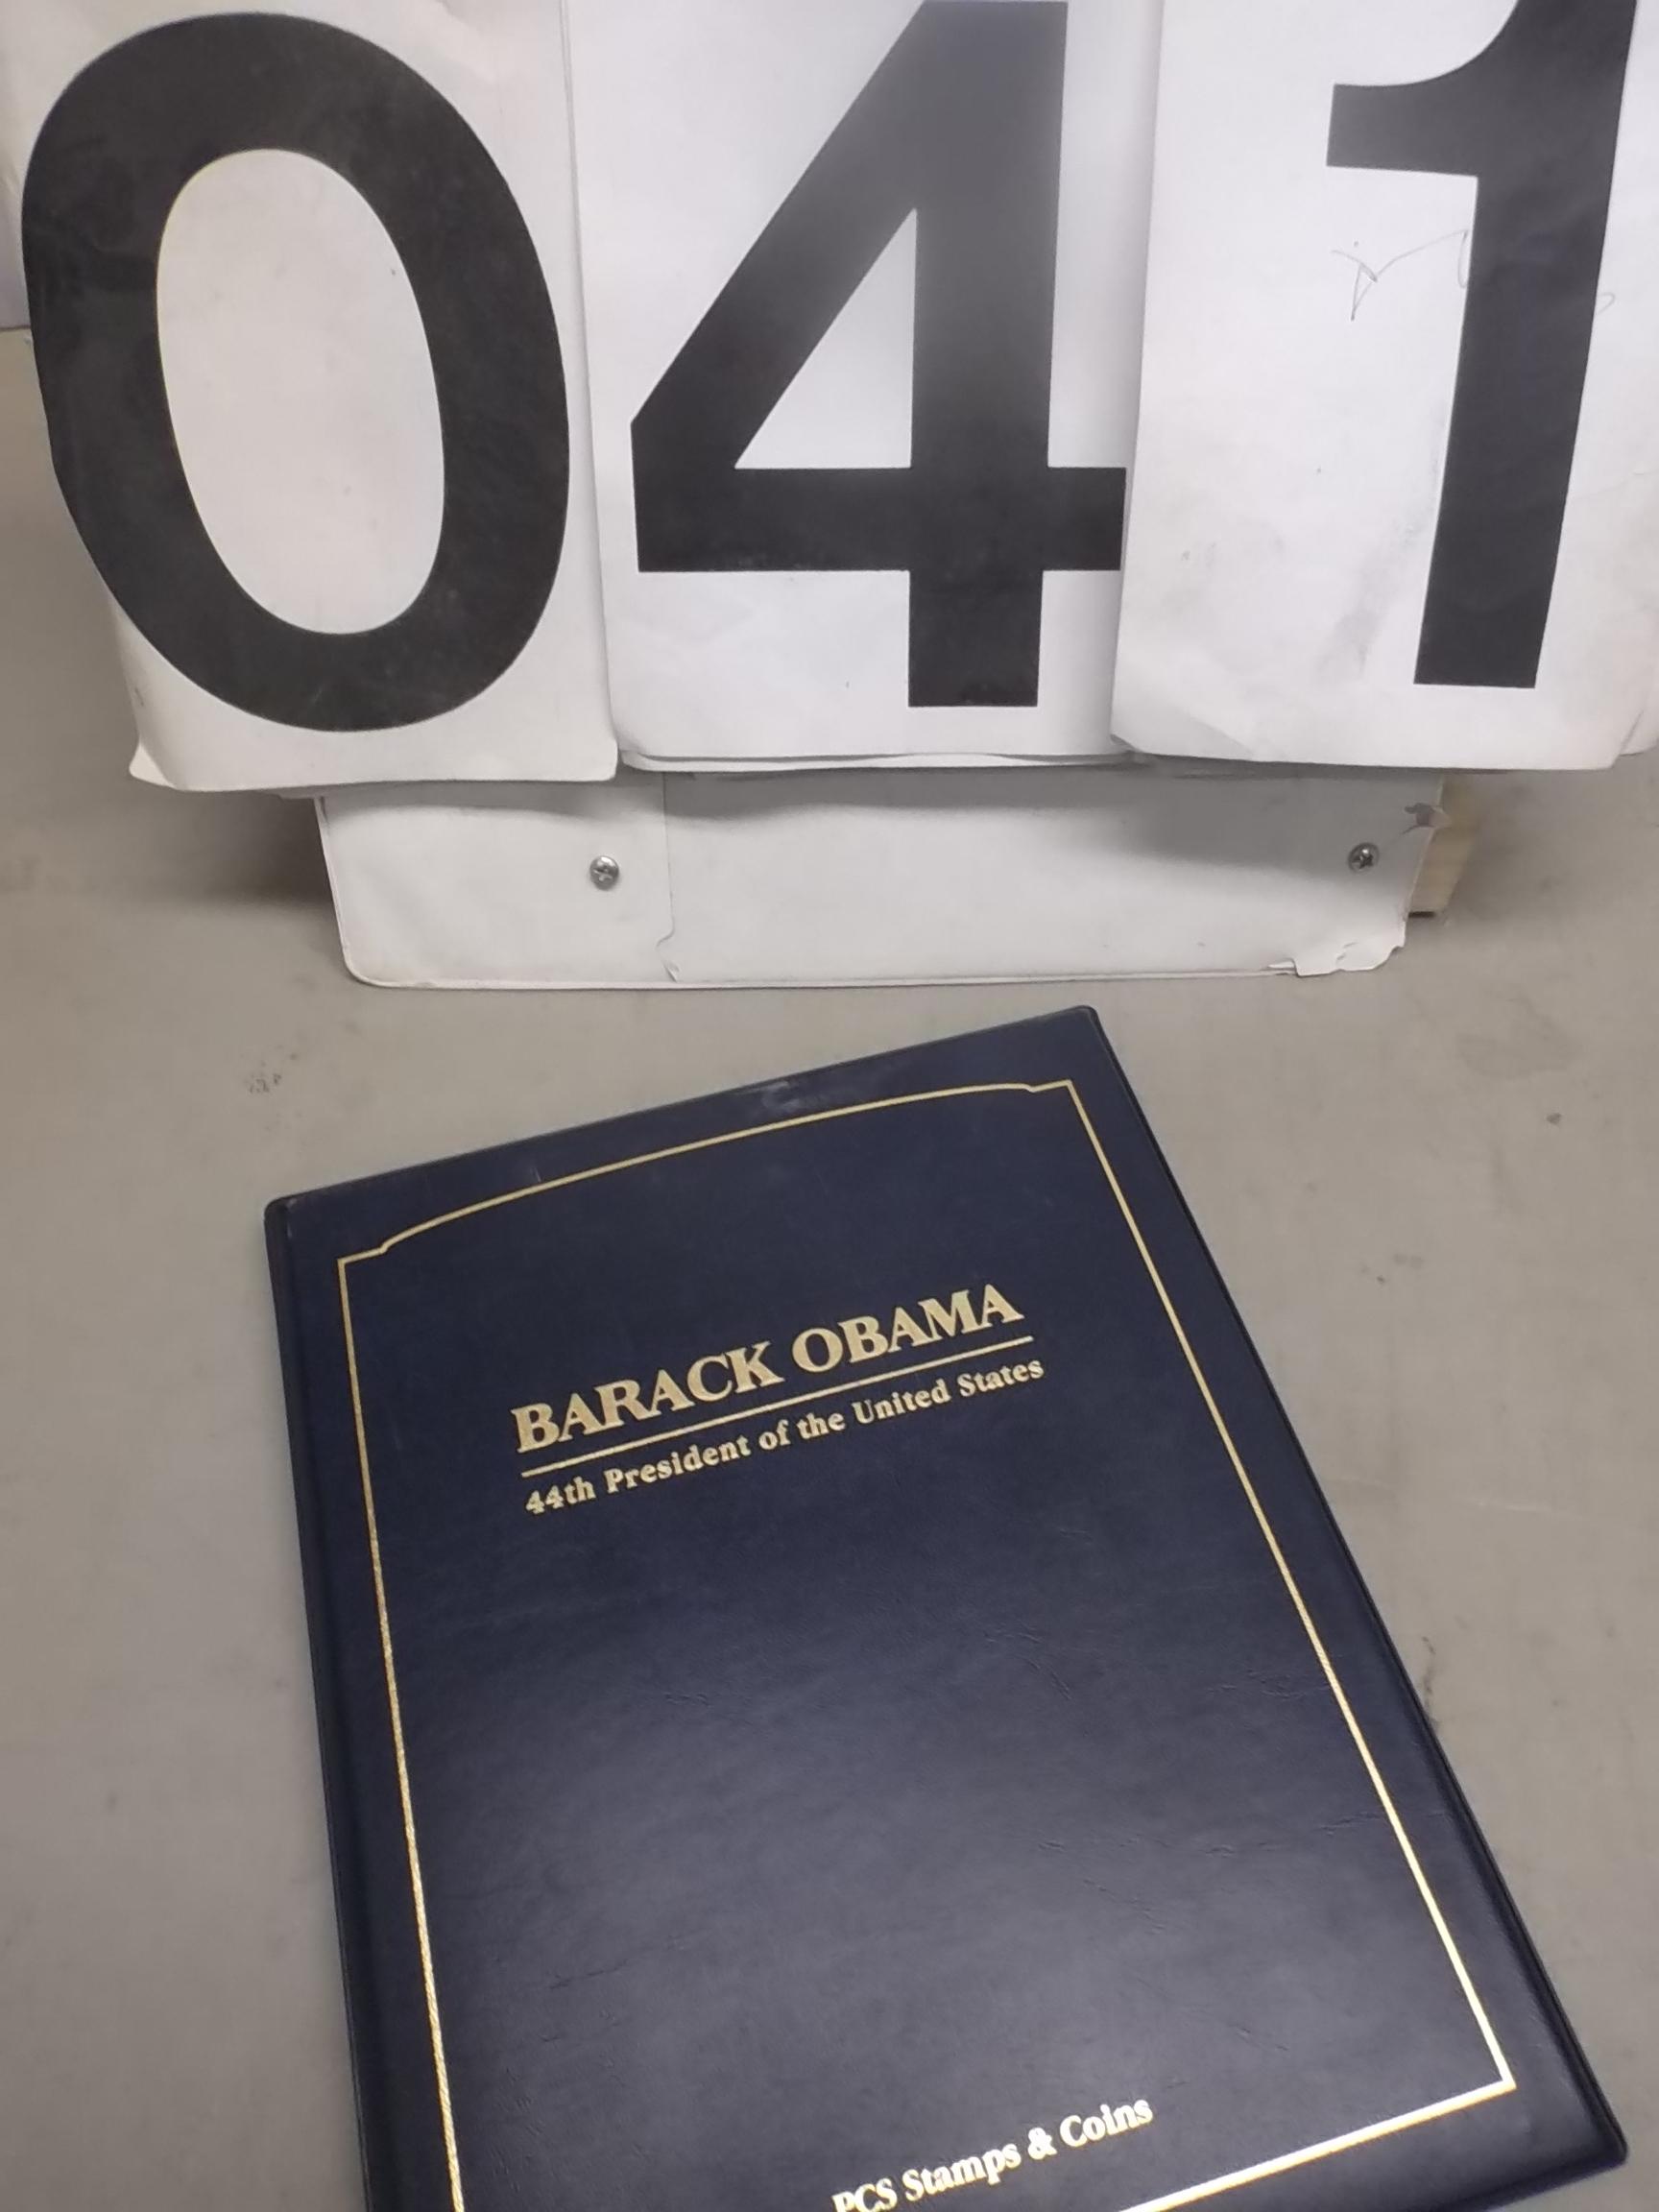 041
BARACK OBAMA
44th President of the United States
PCS Stamps & Coins